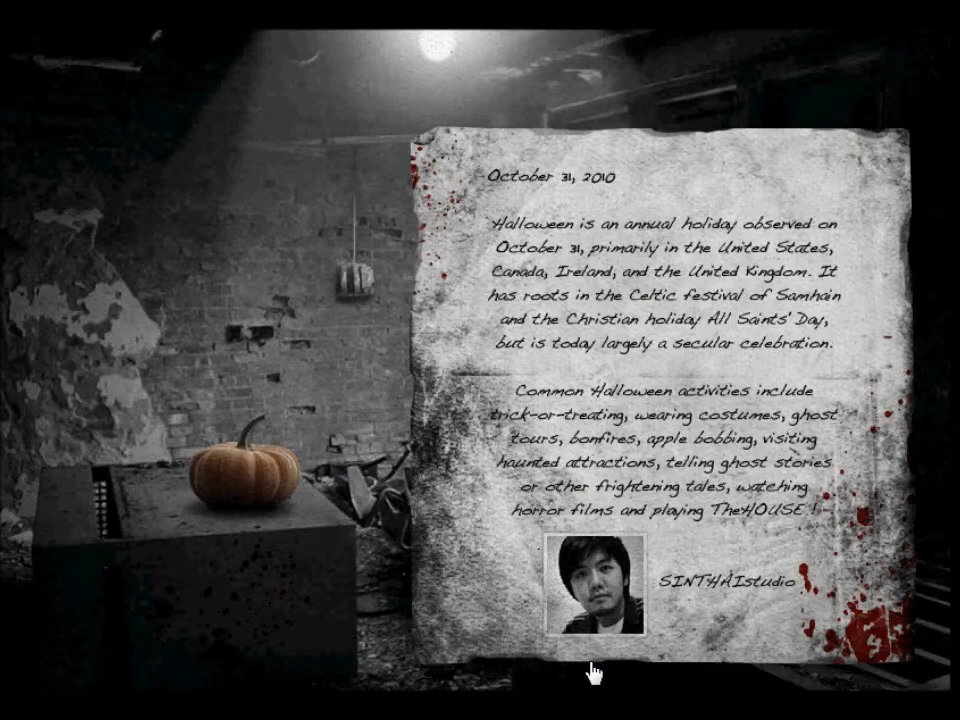 October 31, 2010
Halloween is an annual holiday observed on
October 31, primarily in the United States,
Canada, Ireland, and the United Kingdom. It
has roots in the Celtic festival of Samhain
and the Christian holiday All Saints' Day,
but is today largely a secular celebration.
Common Halloween activities include
trick-or-treating, wearing costumes, ghost
tours, bonfires, apple bobbing, visiting
haunted attractions, telling ghost stories
or other frightening tales, watching
horror films and playing TheHOUSE !
SINTHAIstudio